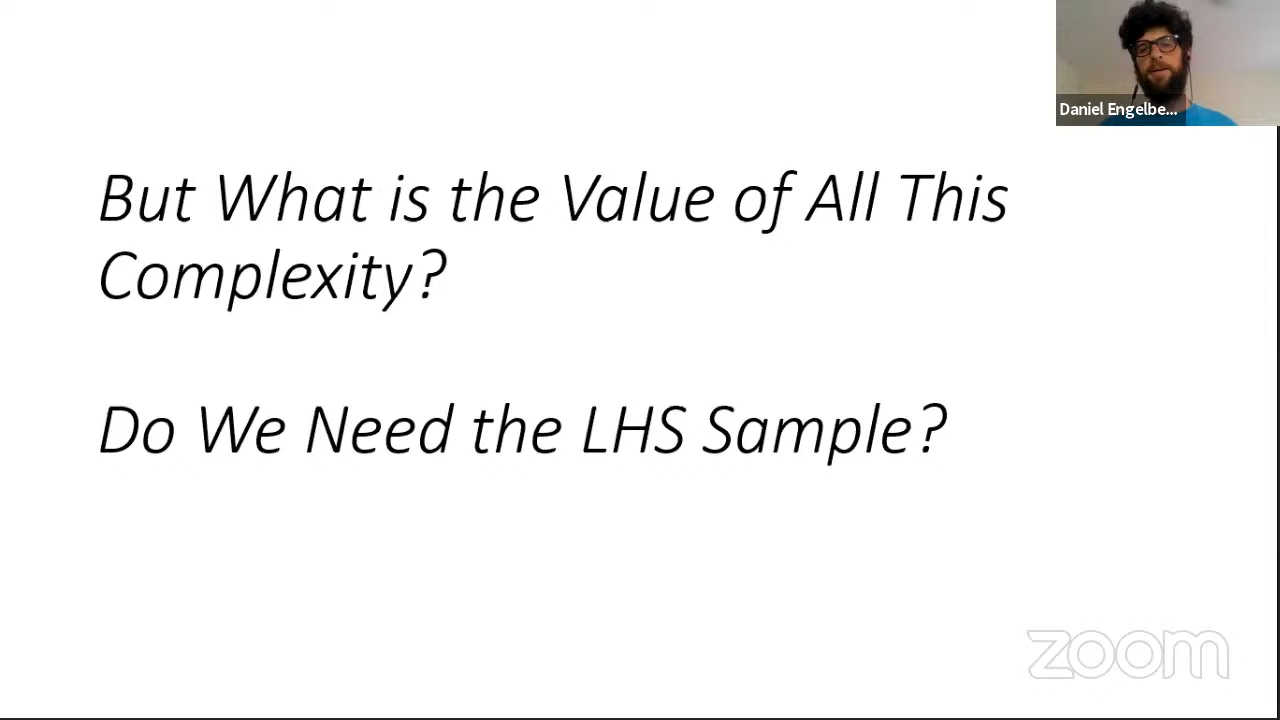 Daniel Engelbe...
But What is the Value of All This
Complexity?
Do We Need the LHS Sample?
zoom